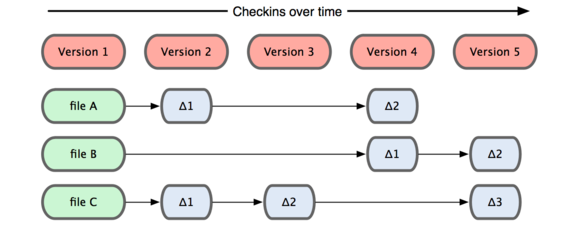 Checkins over time
Version 1 Version 2 Version 3 Version 4 Version 5
file A Δ1 Δ2
file B Δ1 Δ2
file C Δ1 Δ2 Δ3